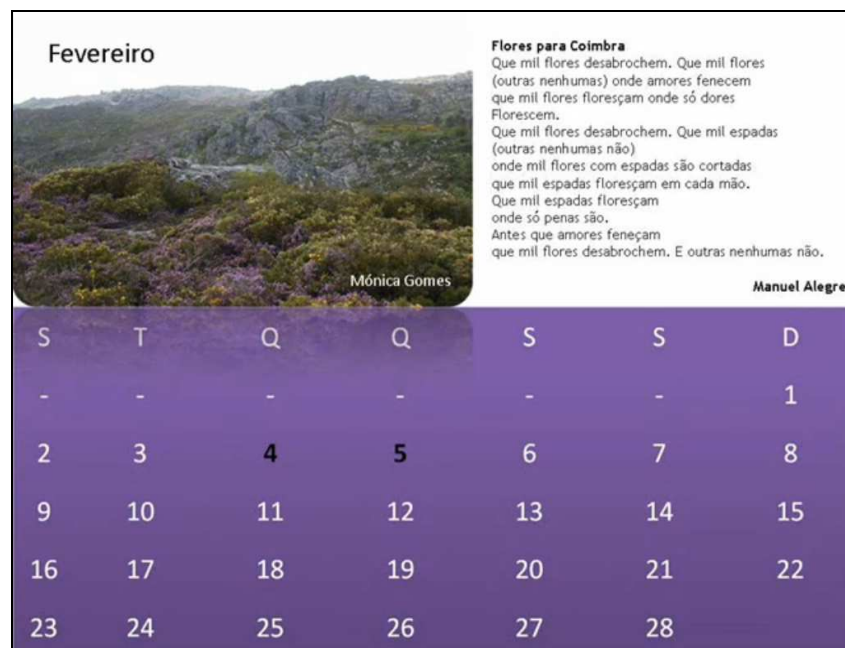 Fevereiro
Mónica Gomes
Flores para Coimbra
Que mil flores desabrochem. Que mil flores
(outras nenhumas) onde amores fenecem
que mil flores floresçam onde só dores
Florescem.
Que mil flores desabrochem. Que mil espadas
(outras nenhumas não)
onde mil flores com espadas são cortadas
que mil espadas floresçam em cada mão.
Que mil espadas floresçam
onde só penas são.
Antes que amores feneçam
que mil flores desabrochem. E outras nenhumas não.
Manuel Alegre
S T Q Q S S D
- - - - - - 1
2 3 4 5 6 7 8
9 10 11 12 13 14 15
16 17 18 19 20 21 22
23 24 25 26 27 28